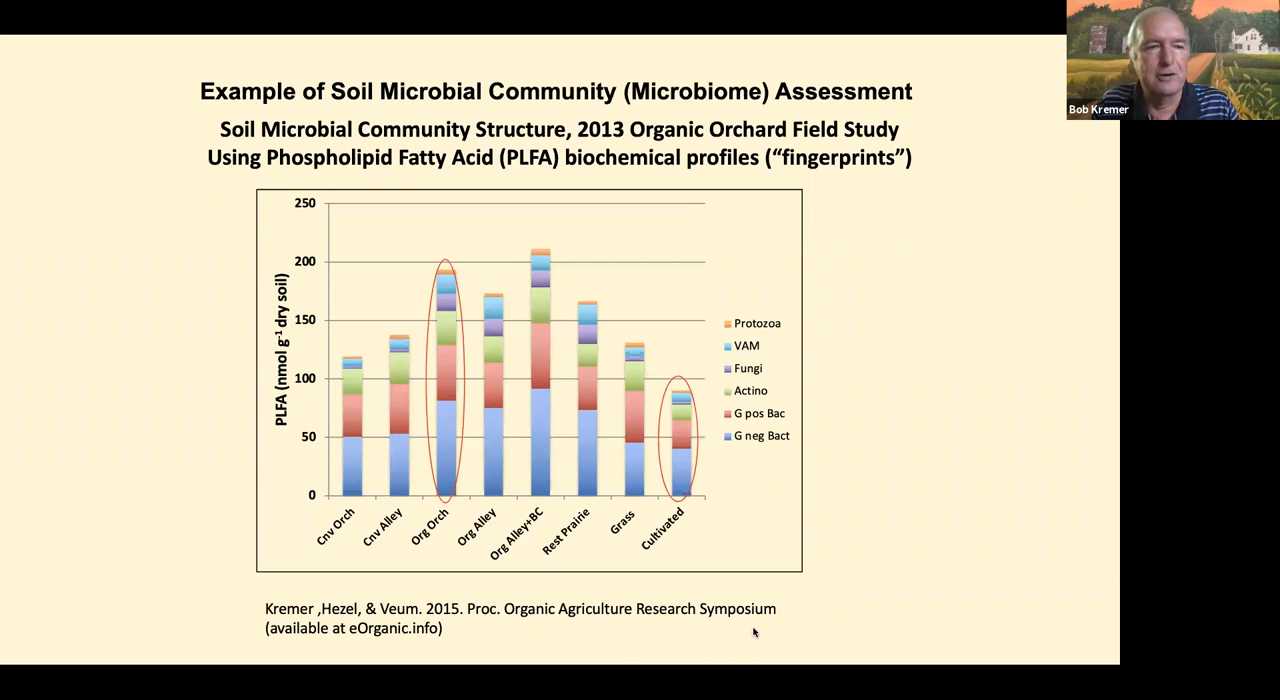 Example of Soil Microbial Community (Microbiome) Assessment
Soil Microbial Community Structure, 2013 Organic Orchard Field Study
Using Phospholipid Fatty Acid (PLFA) biochemical profiles (“fingerprints”)
Bob Kremer
PLFA (nmol g⁻¹ dry soil)
250
200
150
100
50
0
Cnv Orch
Cnv Alley
Org Orch
Org Alley
Org Alley+BC
Rest Prairie
Grass
Cultivated
Protozoa
VAM
Fungi
Actino
G pos Bac
G neg Bact
Kremer ,Hezel, & Veum. 2015. Proc. Organic Agriculture Research Symposium
(available at eOrganic.info)